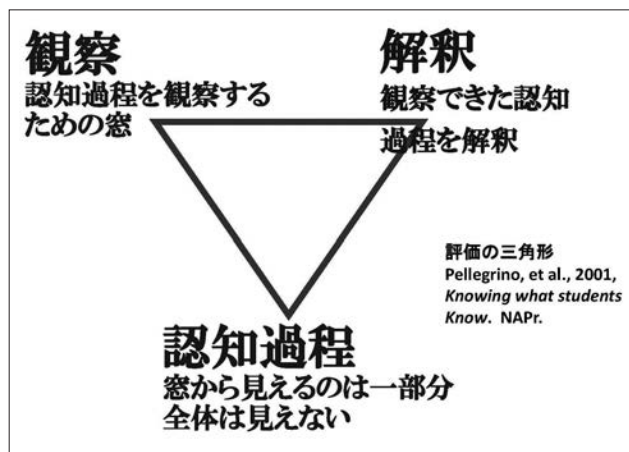 観察
認知過程を観察する
ための窓
解釈
観察できた認知
過程を解釈
評価の三角形
Pellegrino, et al., 2001,
Knowing what students
Know. NAPr.
認知過程
窓から見えるのは一部分
全体は見えない